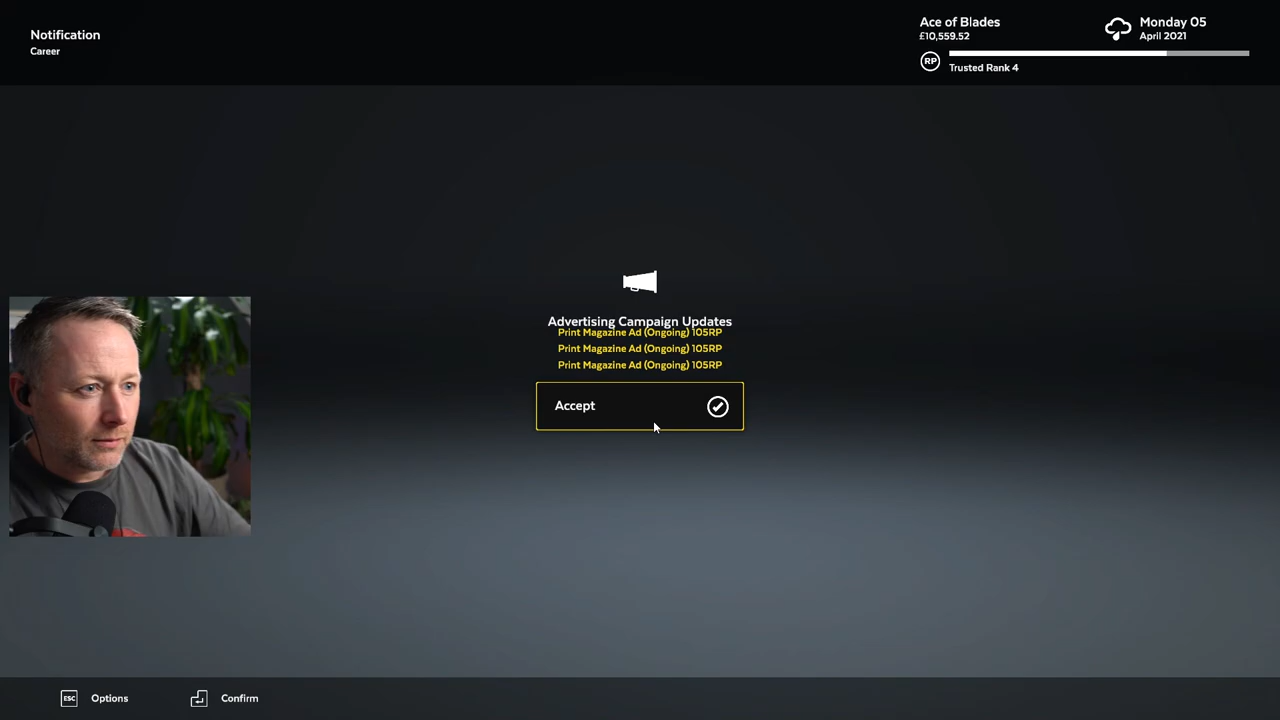 Notification
Career
Ace of Blades
£10,559.52
Monday 05
April 2021
RP
Trusted Rank 4
Advertising Campaign Updates
Print Magazine Ad (Ongoing) 105RP
Print Magazine Ad (Ongoing) 105RP
Print Magazine Ad (Ongoing) 105RP
Accept
ESC Options
Confirm